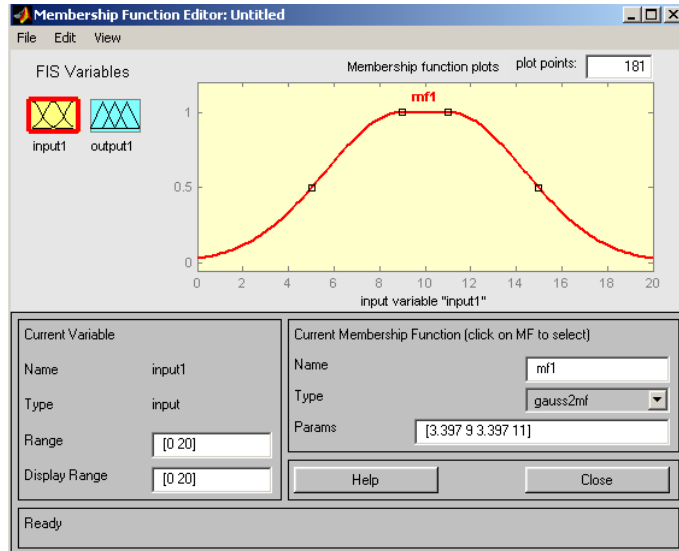 Membership Function Editor: Untitled
File Edit View
FIS Variables
Membership function plots plot points: 181
input1 output1
mf1
1
0.5
0
0 2 4 6 8 10 12 14 16 18 20
input variable "input1"
Current Variable
Name input1
Type input
Range [0 20]
Display Range [0 20]
Current Membership Function (click on MF to select)
Name mf1
Type gauss2mf
Params [3.397 9 3.397 11]
Help Close
Ready